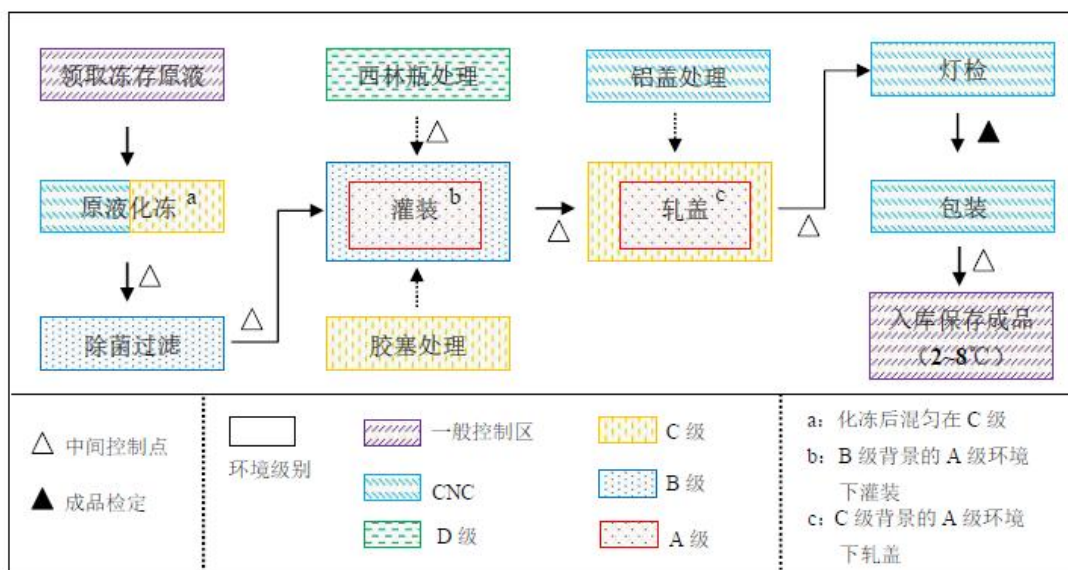 领取冻存原液
西林瓶处理
铝盖处理
灯检
原液化冻 a
灌装 b
轧盖 c
包装
除菌过滤
胶塞处理
入库保存成品
（2~8℃）
中间控制点
成品检定
环境级别
一般控制区
CNC
D 级
C 级
B 级
A 级
a：化冻后混匀在 C 级
b：B 级背景的 A 级环境
下灌装
c：C 级背景的 A 级环境
下轧盖